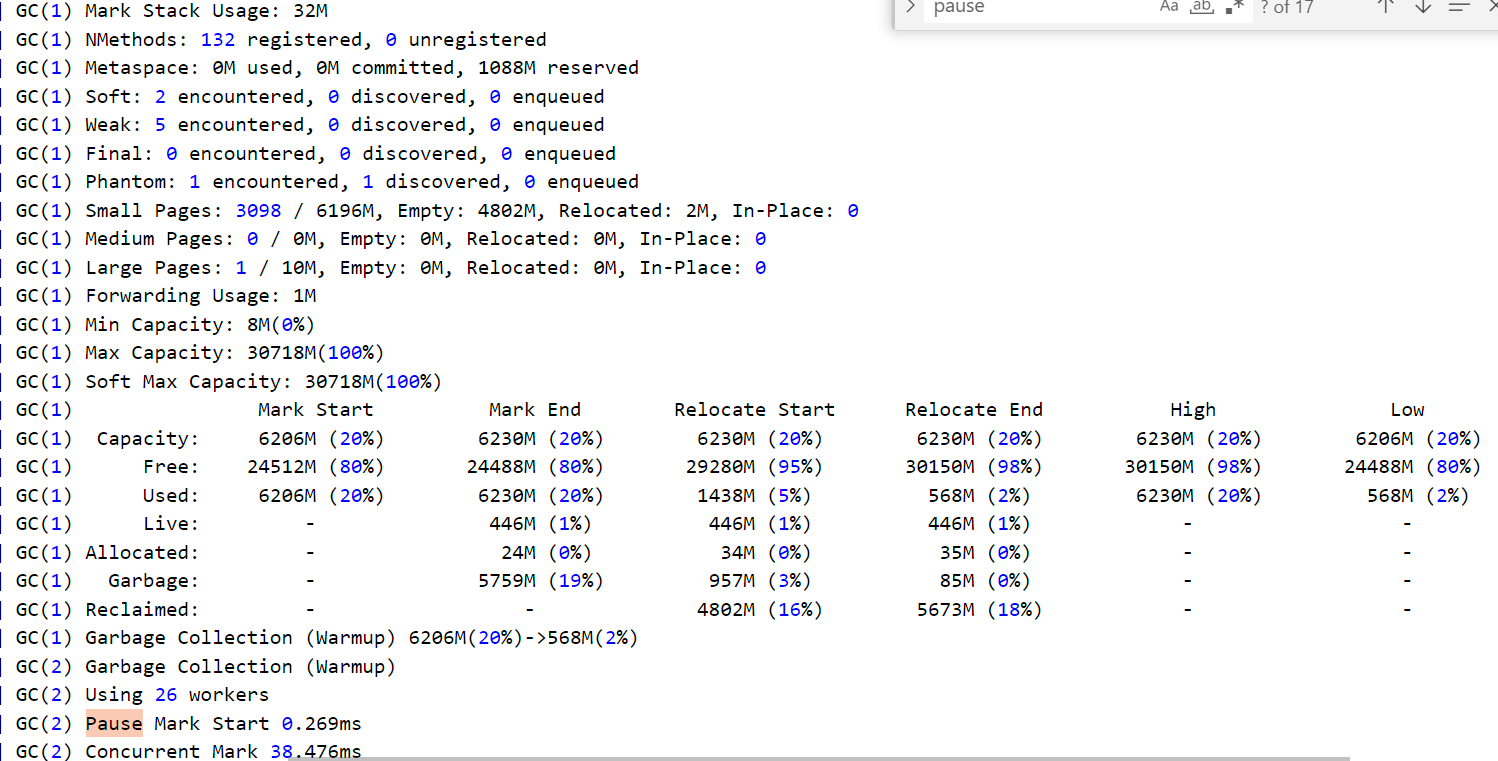 GC(1) Mark Stack Usage: 32M
pause Aa ab .* ? of 17
GC(1) NMethods: 132 registered, 0 unregistered
GC(1) Metaspace: 0M used, 0M committed, 1088M reserved
GC(1) Soft: 2 encountered, 0 discovered, 0 enqueued
GC(1) Weak: 5 encountered, 0 discovered, 0 enqueued
GC(1) Final: 0 encountered, 0 discovered, 0 enqueued
GC(1) Phantom: 1 encountered, 1 discovered, 0 enqueued
GC(1) Small Pages: 3098 / 6196M, Empty: 4802M, Relocated: 2M, In-Place: 0
GC(1) Medium Pages: 0 / 0M, Empty: 0M, Relocated: 0M, In-Place: 0
GC(1) Large Pages: 1 / 10M, Empty: 0M, Relocated: 0M, In-Place: 0
GC(1) Forwarding Usage: 1M
GC(1) Min Capacity: 8M(0%)
GC(1) Max Capacity: 30718M(100%)
GC(1) Soft Max Capacity: 30718M(100%)
GC(1) Mark Start Mark End Relocate Start Relocate End High Low
GC(1) Capacity: 6206M (20%) 6230M (20%) 6230M (20%) 6230M (20%) 6230M (20%) 6206M (20%)
GC(1) Free: 24512M (80%) 24488M (80%) 29280M (95%) 30150M (98%) 30150M (98%) 24488M (80%)
GC(1) Used: 6206M (20%) 6230M (20%) 1438M (5%) 568M (2%) 6230M (20%) 568M (2%)
GC(1) Live: - 446M (1%) 446M (1%) 446M (1%) - -
GC(1) Allocated: - 24M (0%) 34M (0%) 35M (0%) - -
GC(1) Garbage: - 5759M (19%) 957M (3%) 85M (0%) - -
GC(1) Reclaimed: - - 4802M (16%) 5673M (18%) - -
GC(1) Garbage Collection (Warmup) 6206M(20%)->568M(2%)
GC(2) Garbage Collection (Warmup)
GC(2) Using 26 workers
GC(2) Pause Mark Start 0.269ms
GC(2) Concurrent Mark 38.476ms